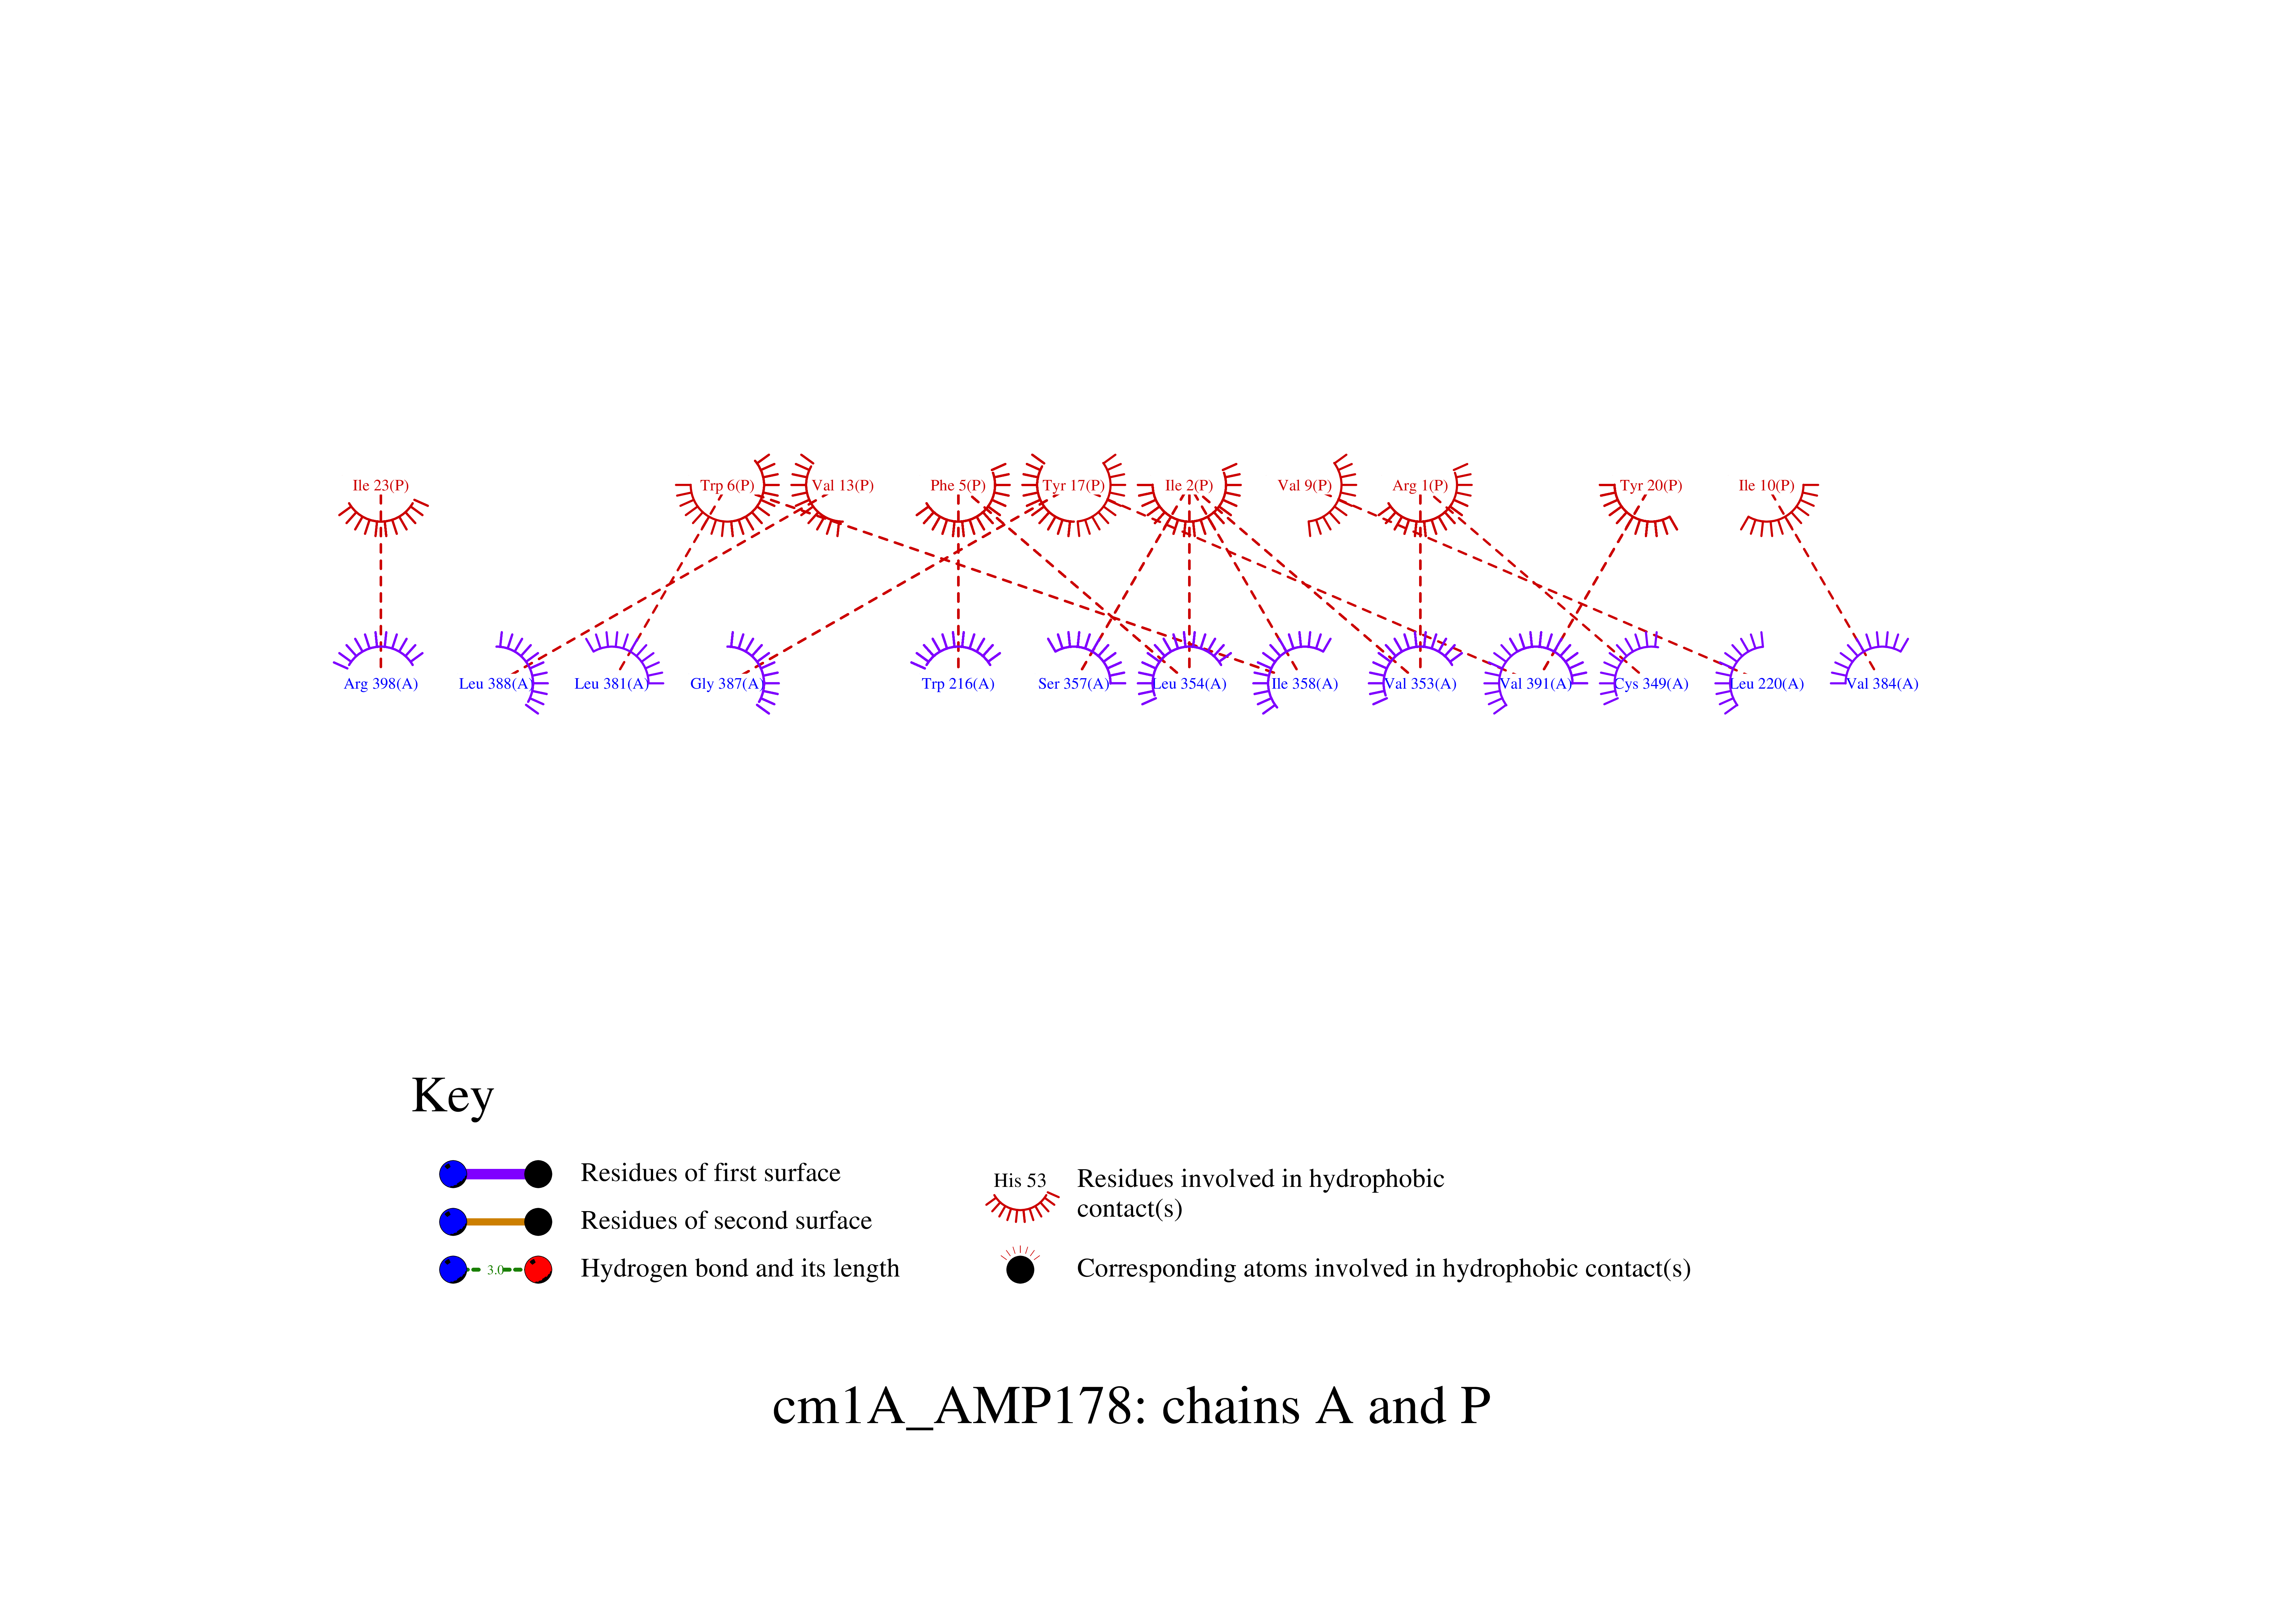 Ile 23(P) Trp 6(P) Val 13(P) Phe 5(P) Tyr 17(P) Ile 2(P) Val 9(P) Arg 1(P) Tyr 20(P) Ile 10(P)
Arg 398(A) Leu 388(A) Leu 381(A) Gly 387(A) Trp 216(A) Ser 357(A) Leu 354(A) Ile 358(A) Val 353(A) Val 391(A) Cys 349(A) Leu 220(A) Val 384(A)
Key
Residues of first surface
Residues of second surface
3.0 Hydrogen bond and its length
His 53 Residues involved in hydrophobic
contact(s)
Corresponding atoms involved in hydrophobic contact(s)
cm1A_AMP178: chains A and P